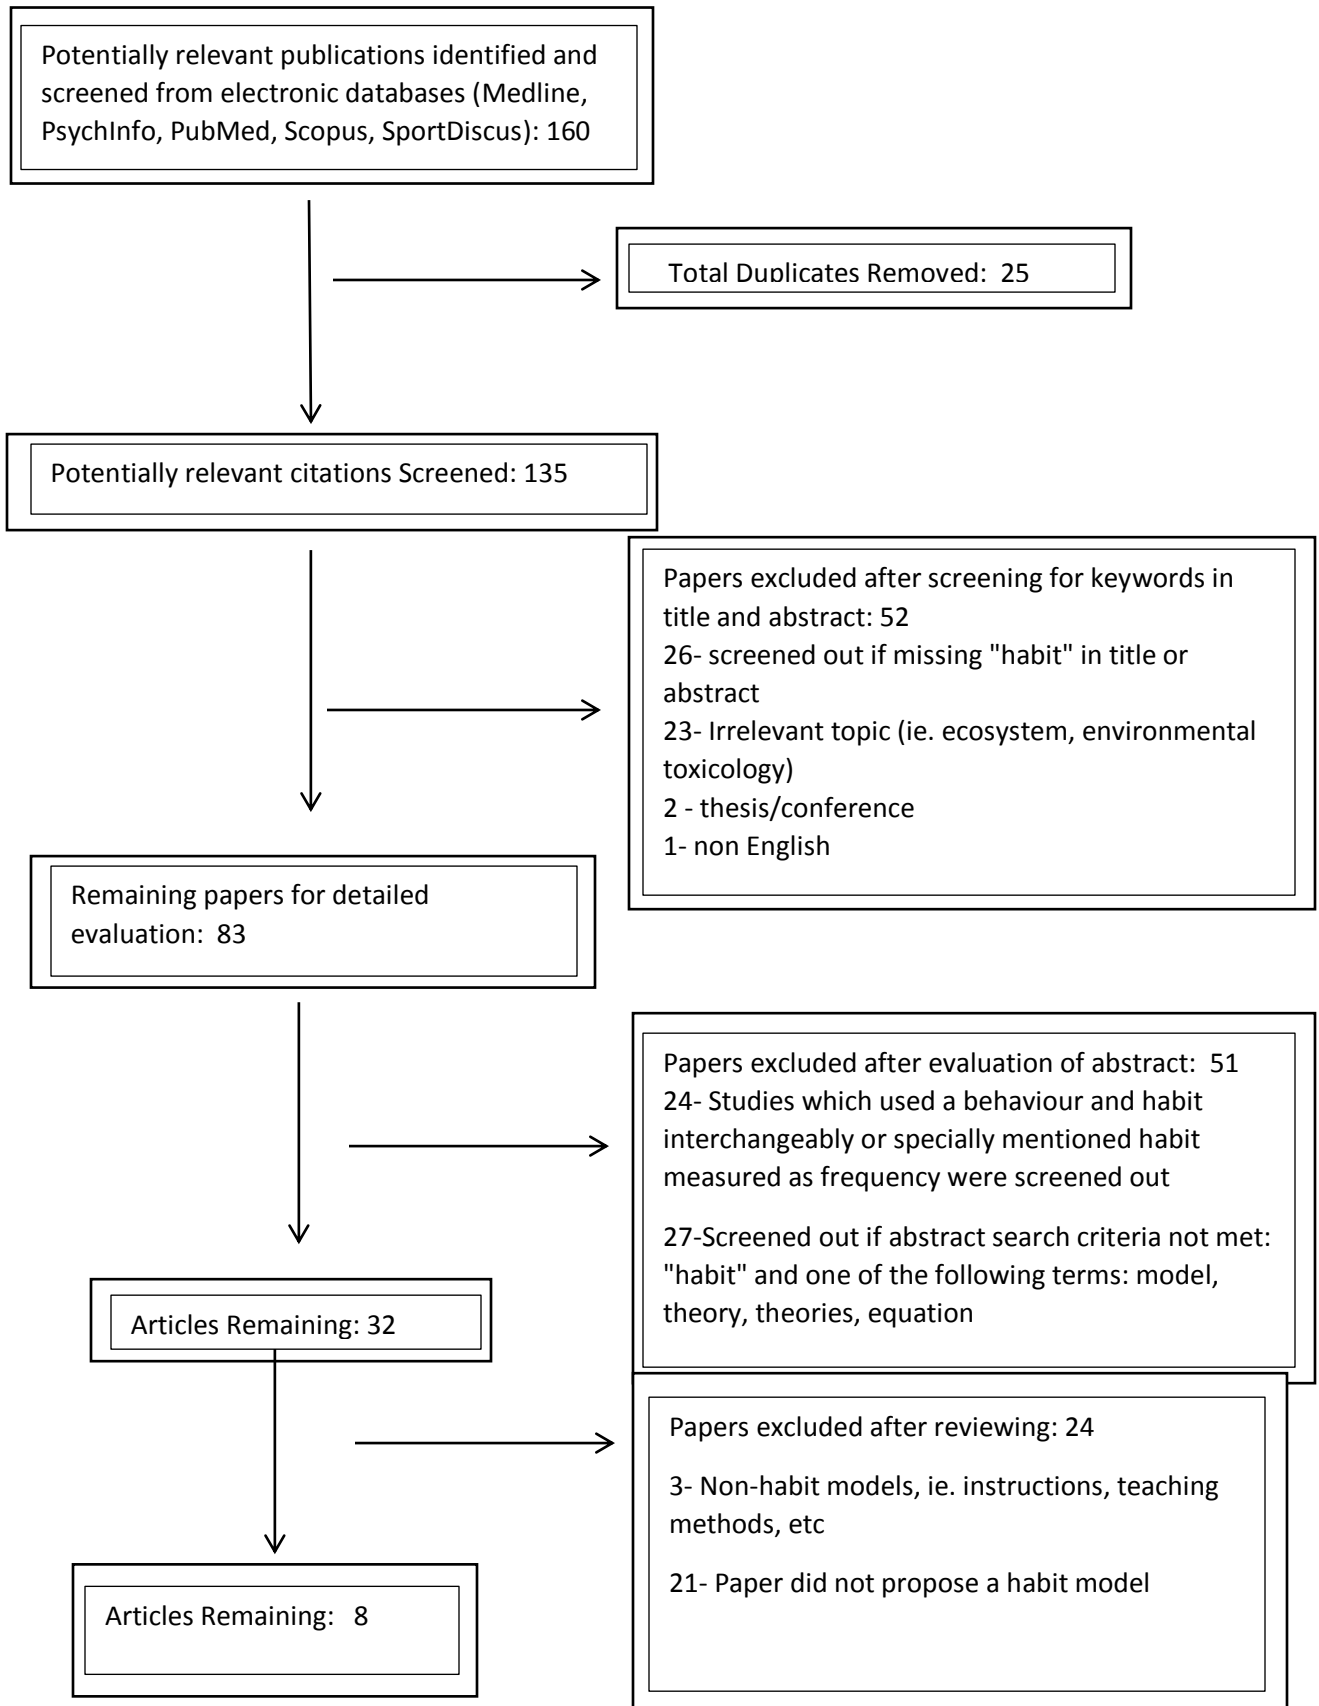 Potentially relevant publications identified and
screened from electronic databases (Medline,
PsychInfo, PubMed, Scopus, SportDiscus): 160
Total Duplicates Removed:  25
Potentially relevant citations Screened: 135
Papers excluded after screening for keywords in
title and abstract: 52
26- screened out if missing "habit" in title or
abstract
23- Irrelevant topic (ie. ecosystem, environmental
toxicology)
2 - thesis/conference
1- non English
Remaining papers for detailed
evaluation:  83
Papers excluded after evaluation of abstract:  51
24- Studies which used a behaviour and habit
interchangeably or specially mentioned habit
measured as frequency were screened out
27-Screened out if abstract search criteria not met:
"habit" and one of the following terms: model,
theory, theories, equation
Articles Remaining: 32
Papers excluded after reviewing: 24
3- Non-habit models, ie. instructions, teaching
methods, etc
21- Paper did not propose a habit model
Articles Remaining:  8